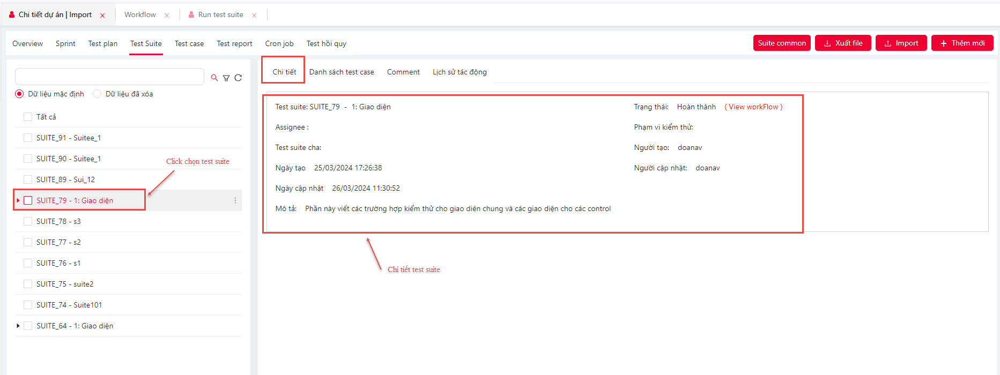 Chi tiết dự án | Import
Workflow
Run test suite
Overview
Sprint
Test plan
Test Suite
Test case
Test report
Cron job
Test hồi quy
Suite common
Xuất file
Import
Thêm mới
Dữ liệu mặc định
Dữ liệu đã xóa
Tất cả
SUITE_91 - Suitee_1
SUITE_90 - Suitee_1
SUITE_89 - Sui_12
SUITE_79 - 1: Giao diện
SUITE_78 - s3
SUITE_77 - s2
SUITE_76 - s1
SUITE_75 - suite2
SUITE_74 - Suite101
SUITE_64 - 1: Giao diện
Click chọn test suite
Chi tiết
Danh sách test case
Comment
Lịch sử tác động
Test suite: SUITE_79 - 1: Giao diện
Trạng thái: Hoàn thành ( View workFlow )
Assignee :
Phạm vi kiểm thử:
Test suite cha:
Người tạo: doanav
Ngày tạo 25/03/2024 17:26:38
Người cập nhật: doanav
Ngày cập nhật 26/03/2024 11:30:52
Mô tả: Phần này viết các trường hợp kiểm thử cho giao diên chung và các giao diện cho các control
Chi tiết test suite